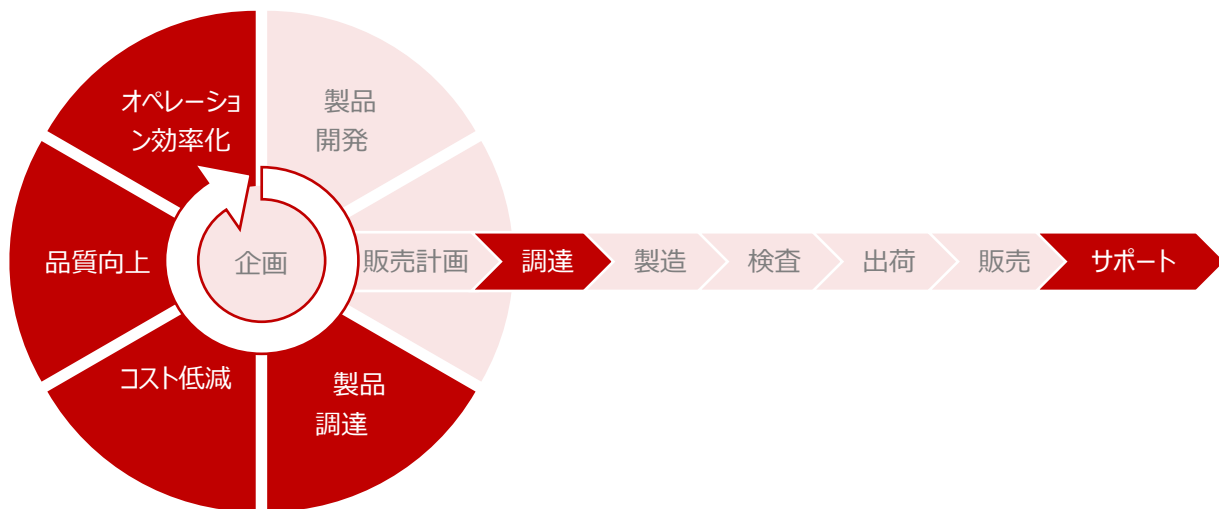 オペレーショ
ン効率化
製品
開発
品質向上
企画
販売計画
調達
製造
検査
出荷
販売
サポート
コスト低減
製品
調達